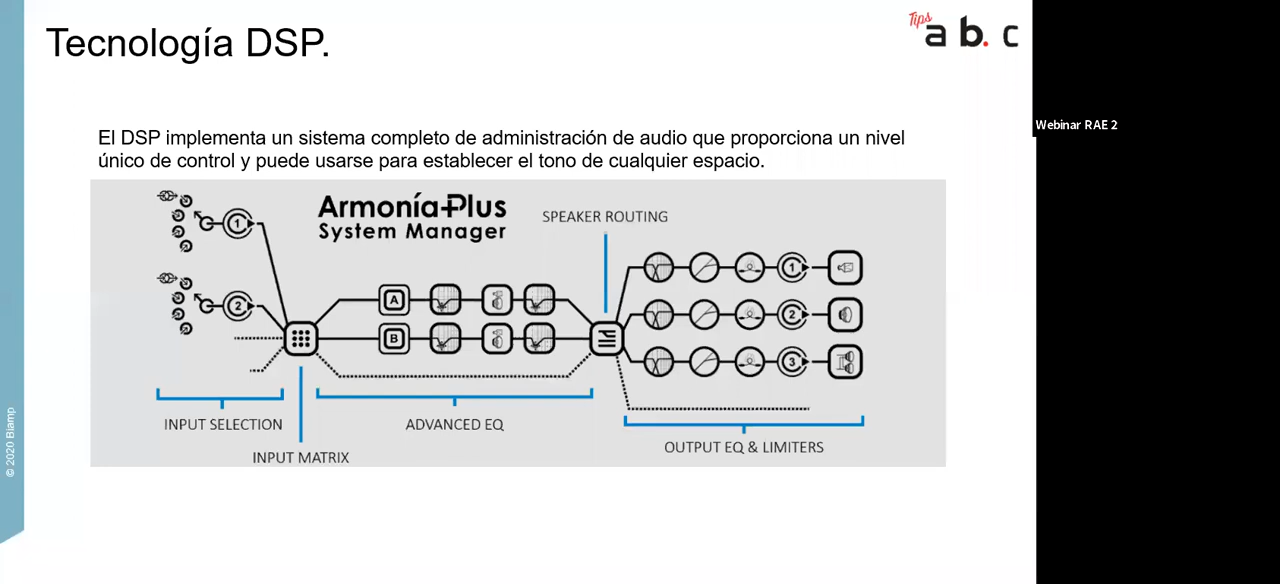 Tecnología DSP.
Tips
a b. c
Webinar RAE 2
El DSP implementa un sistema completo de administración de audio que proporciona un nivel
único de control y puede usarse para establecer el tono de cualquier espacio.
ArmoníaPlus
System Manager
SPEAKER ROUTING
1
2
A
B
1
2
3
INPUT SELECTION
INPUT MATRIX
ADVANCED EQ
OUTPUT EQ & LIMITERS
© 2020 Biamp